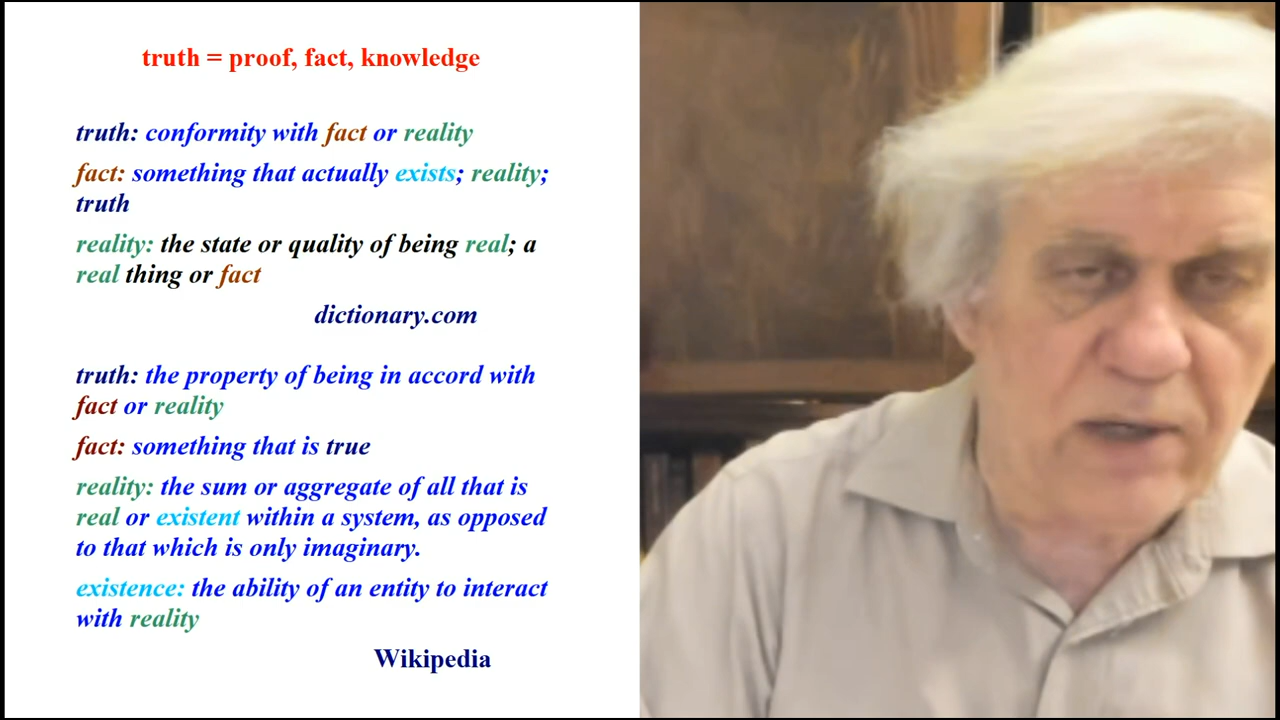 truth = proof, fact, knowledge
truth: conformity with fact or reality
fact: something that actually exists; reality;
truth
reality: the state or quality of being real; a
real thing or fact
dictionary.com
truth: the property of being in accord with
fact or reality
fact: something that is true
reality: the sum or aggregate of all that is
real or existent within a system, as opposed
to that which is only imaginary.
existence: the ability of an entity to interact
with reality
Wikipedia